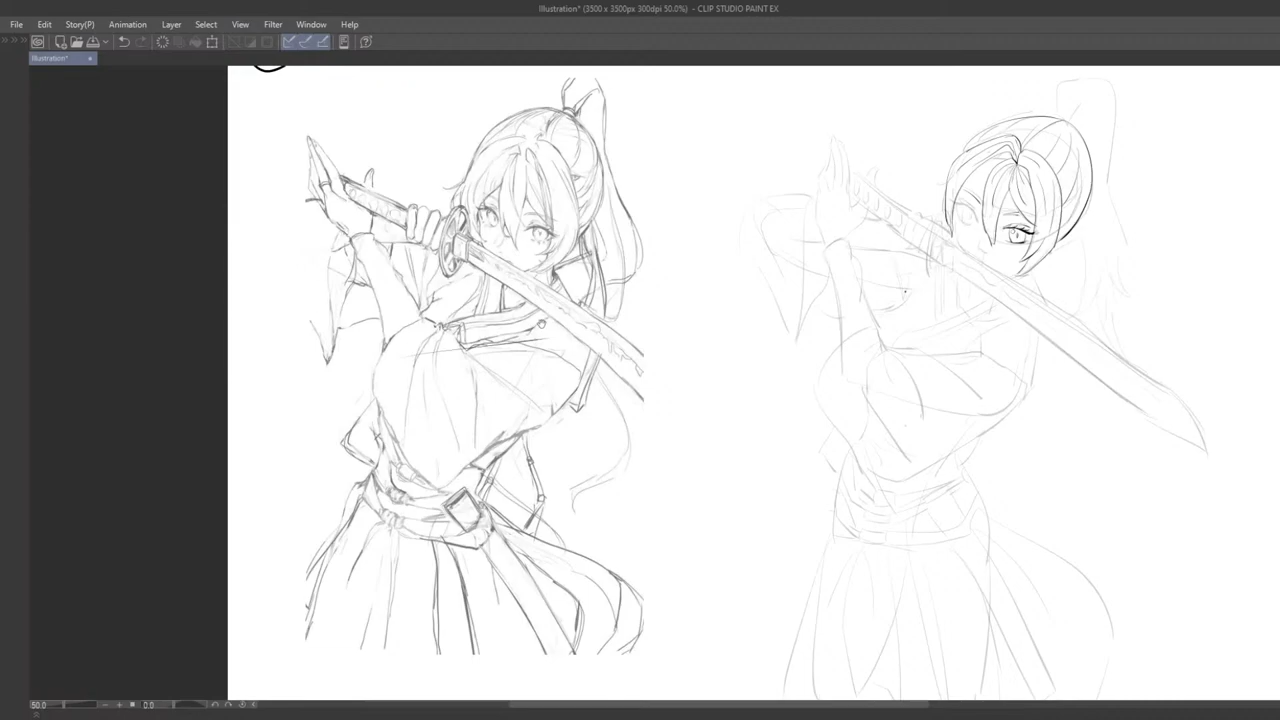 Illustration* (3500 x 3500px 300dpi 50.0%) - CLIP STUDIO PAINT EX
File Edit Story(P) Animation Layer Select View Filter Window Help
Illustration*
50.0
0.0